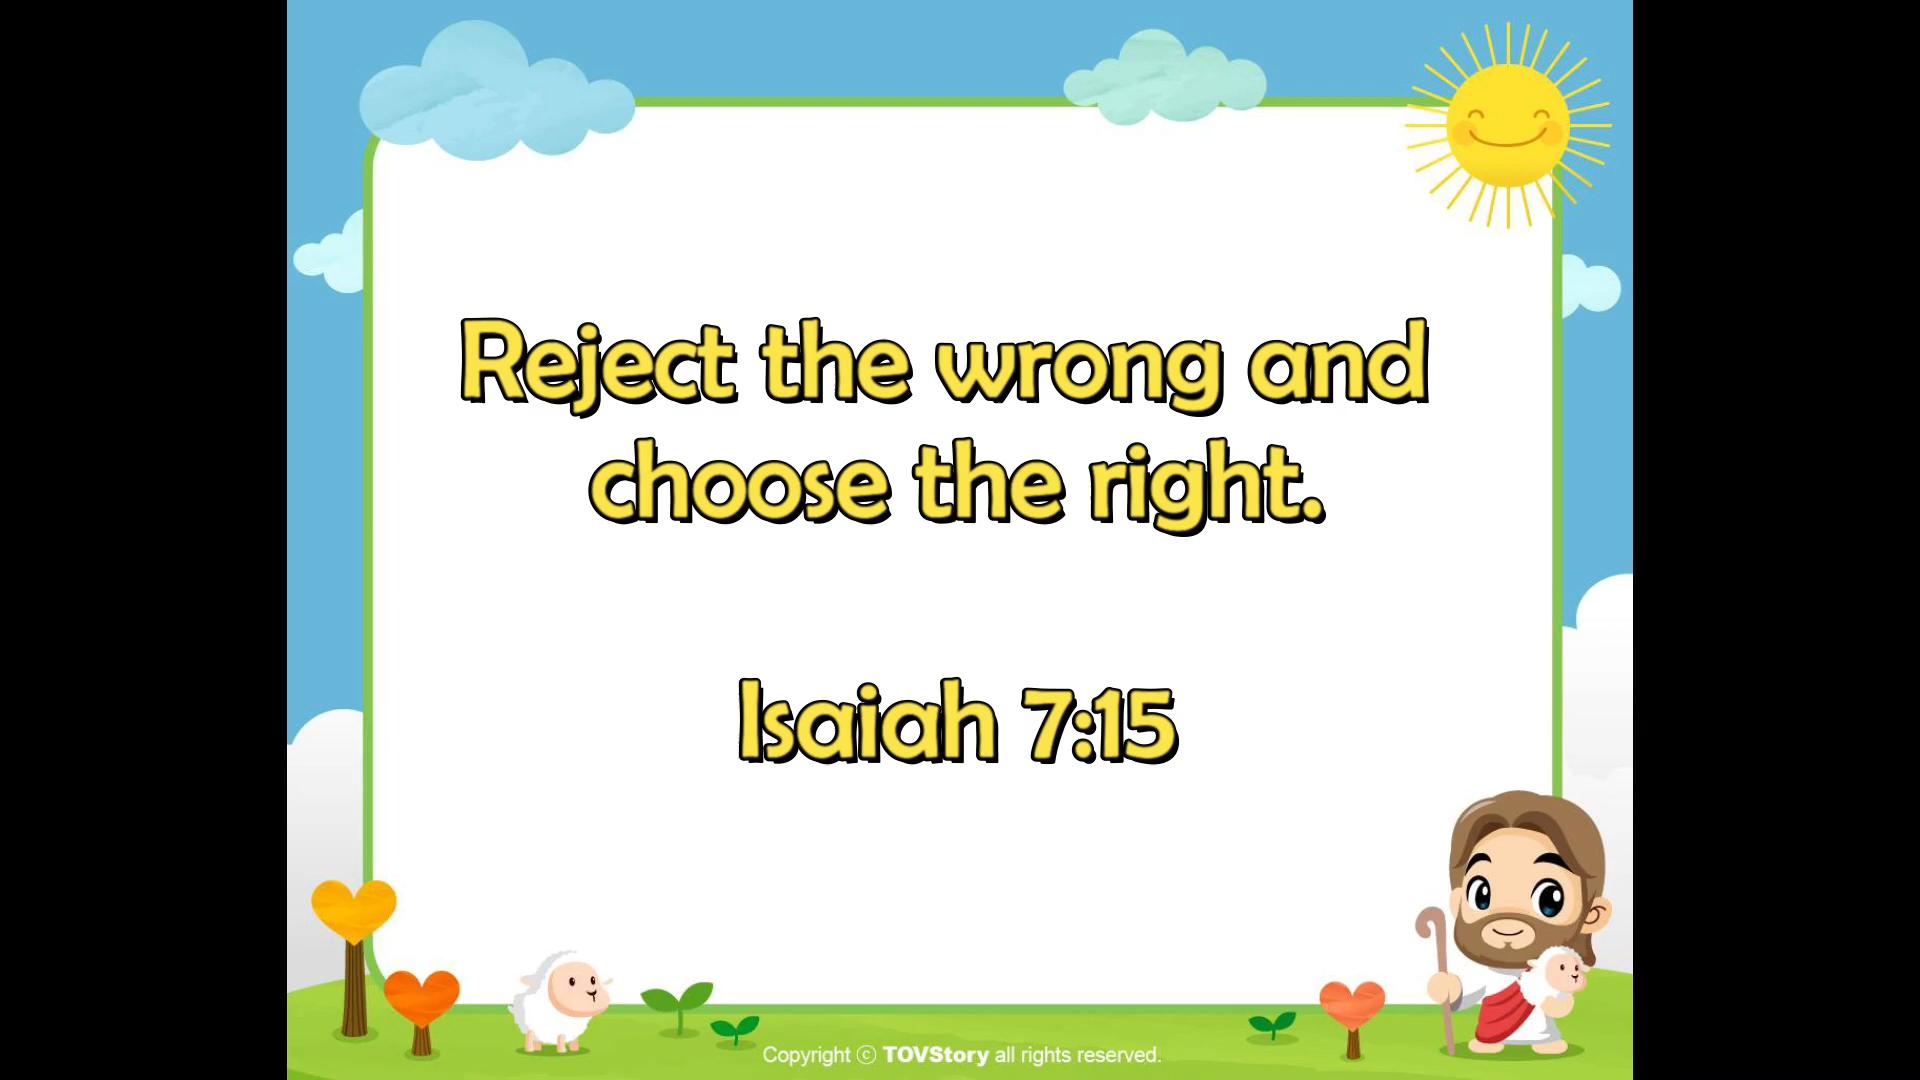 Reject the wrong and
choose the right.
Isaiah 7:15
Copyright ⓒ TOVStory all rights reserved.